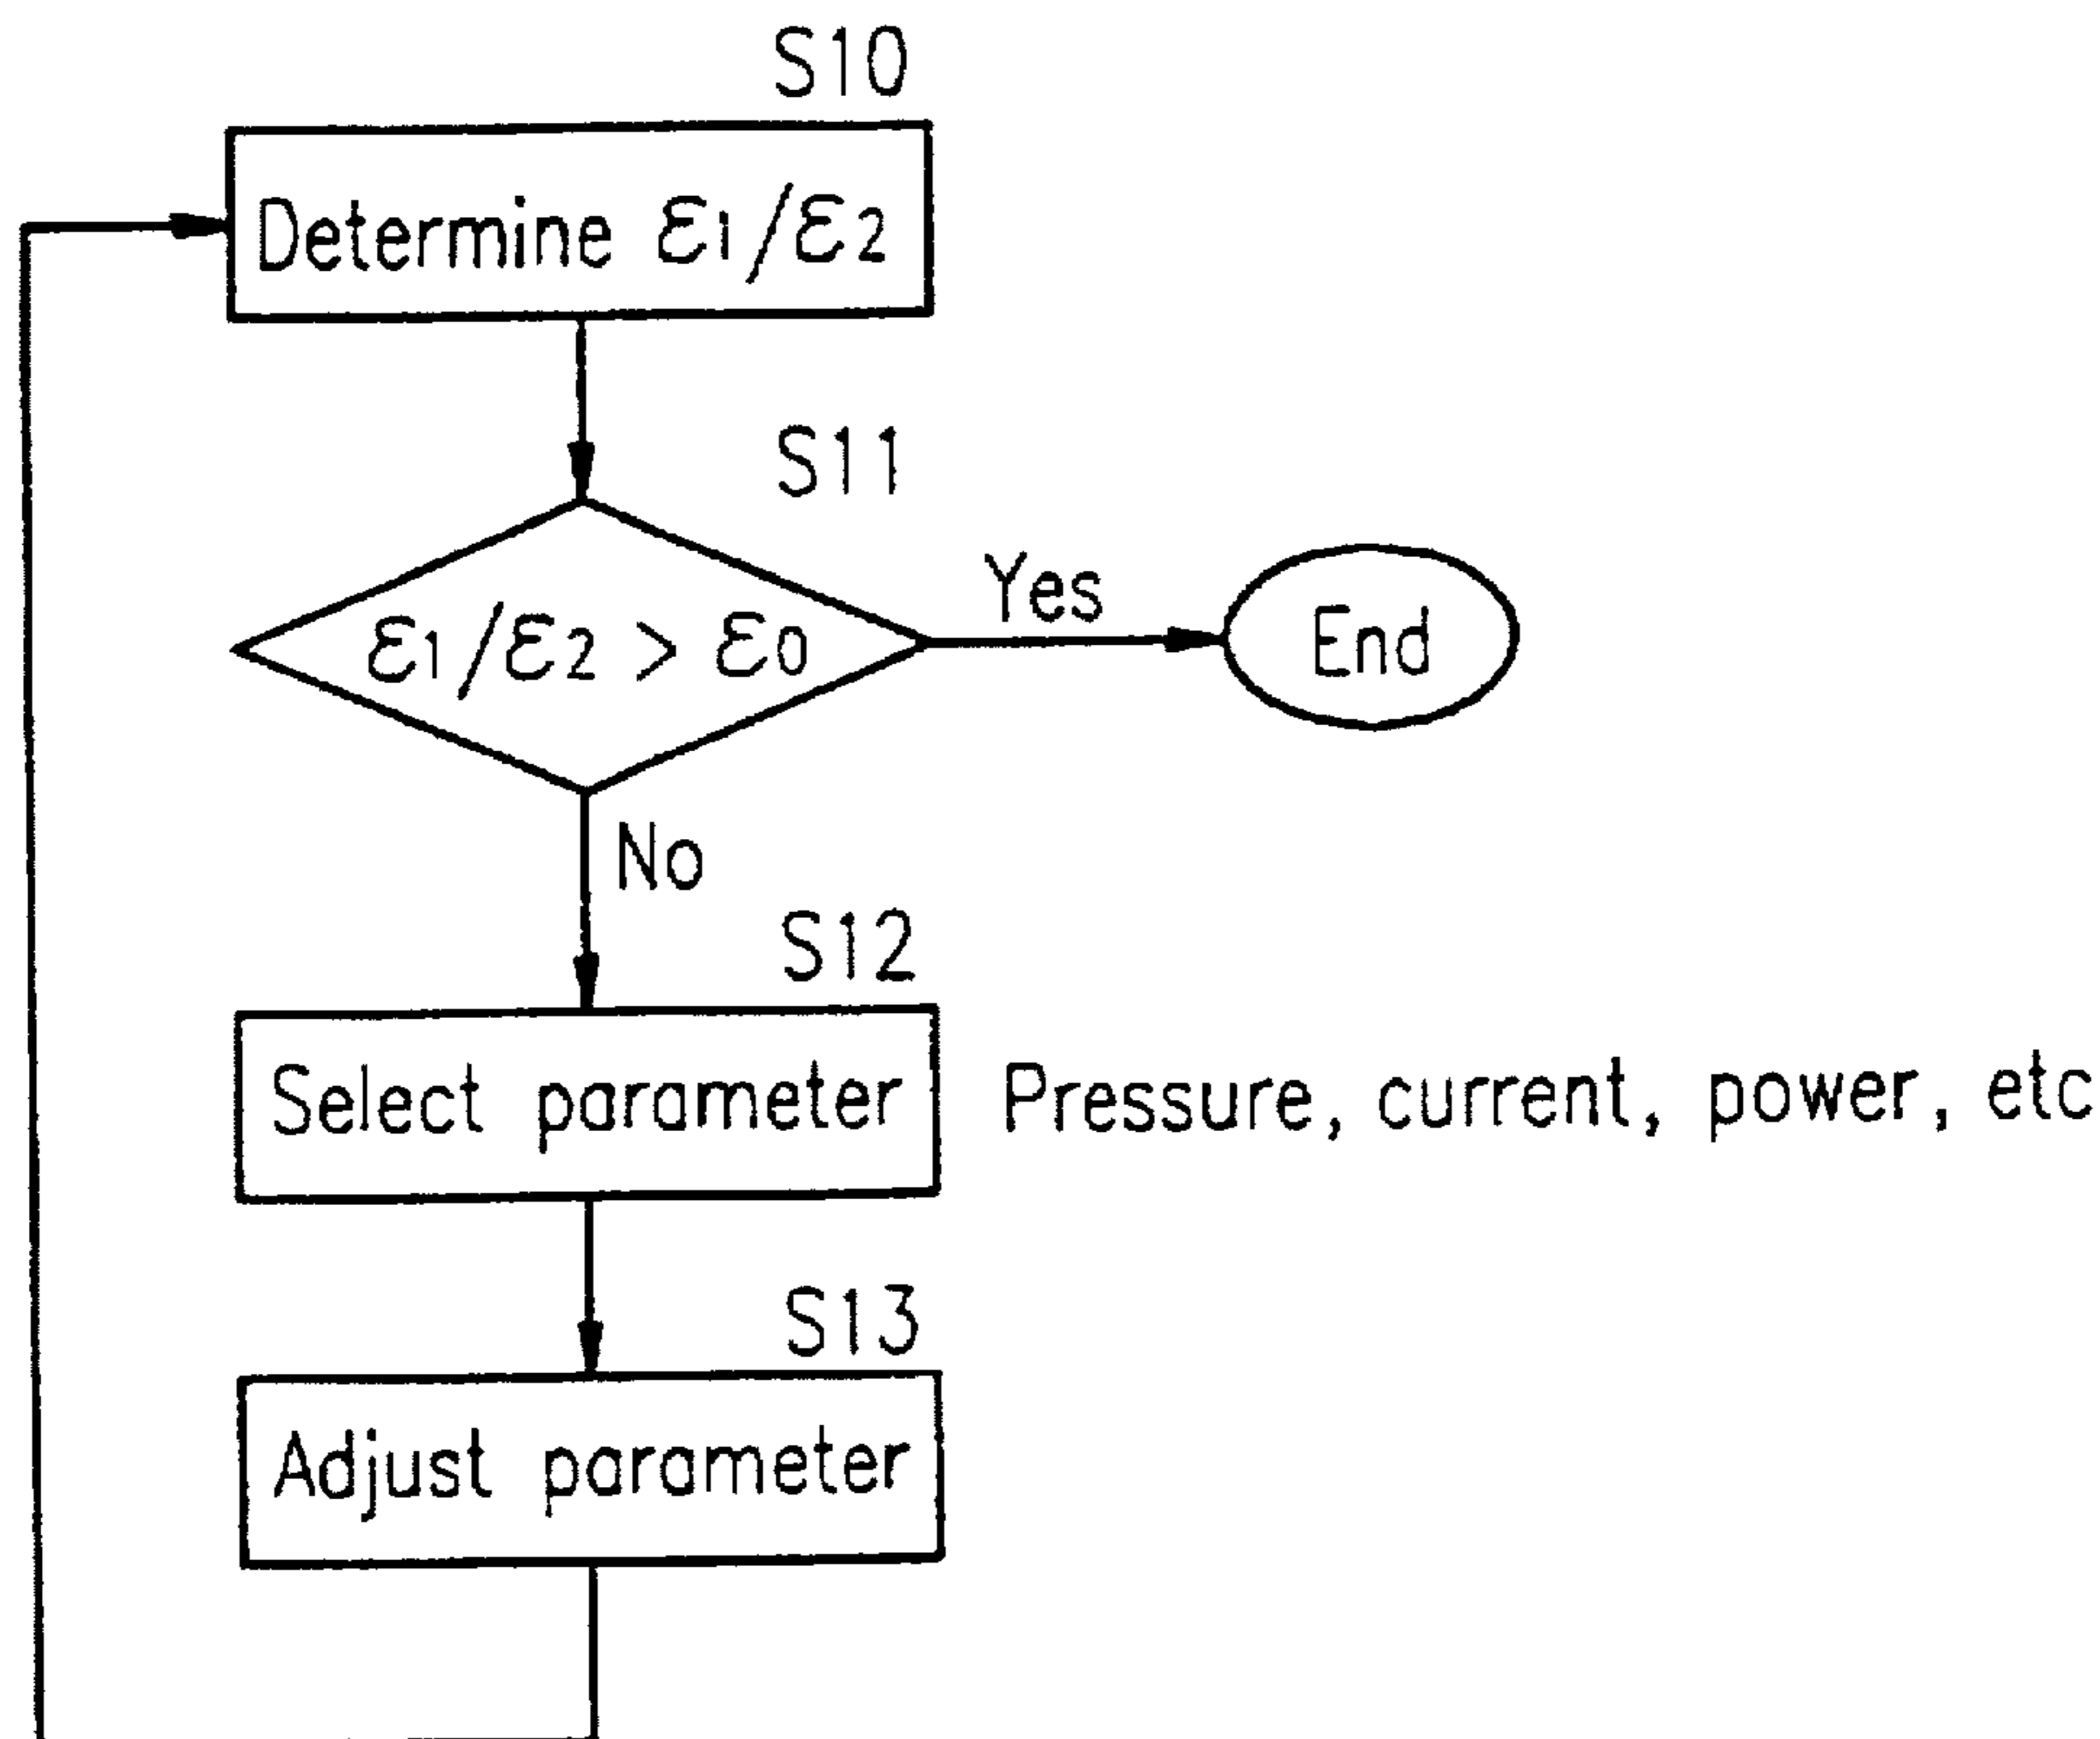 S10
Determine ε1/ε2
S11
ε1/ε2 > ε0
Yes
End
No
S12
Select parameter
Pressure, current, power, etc
S13
Adjust parameter